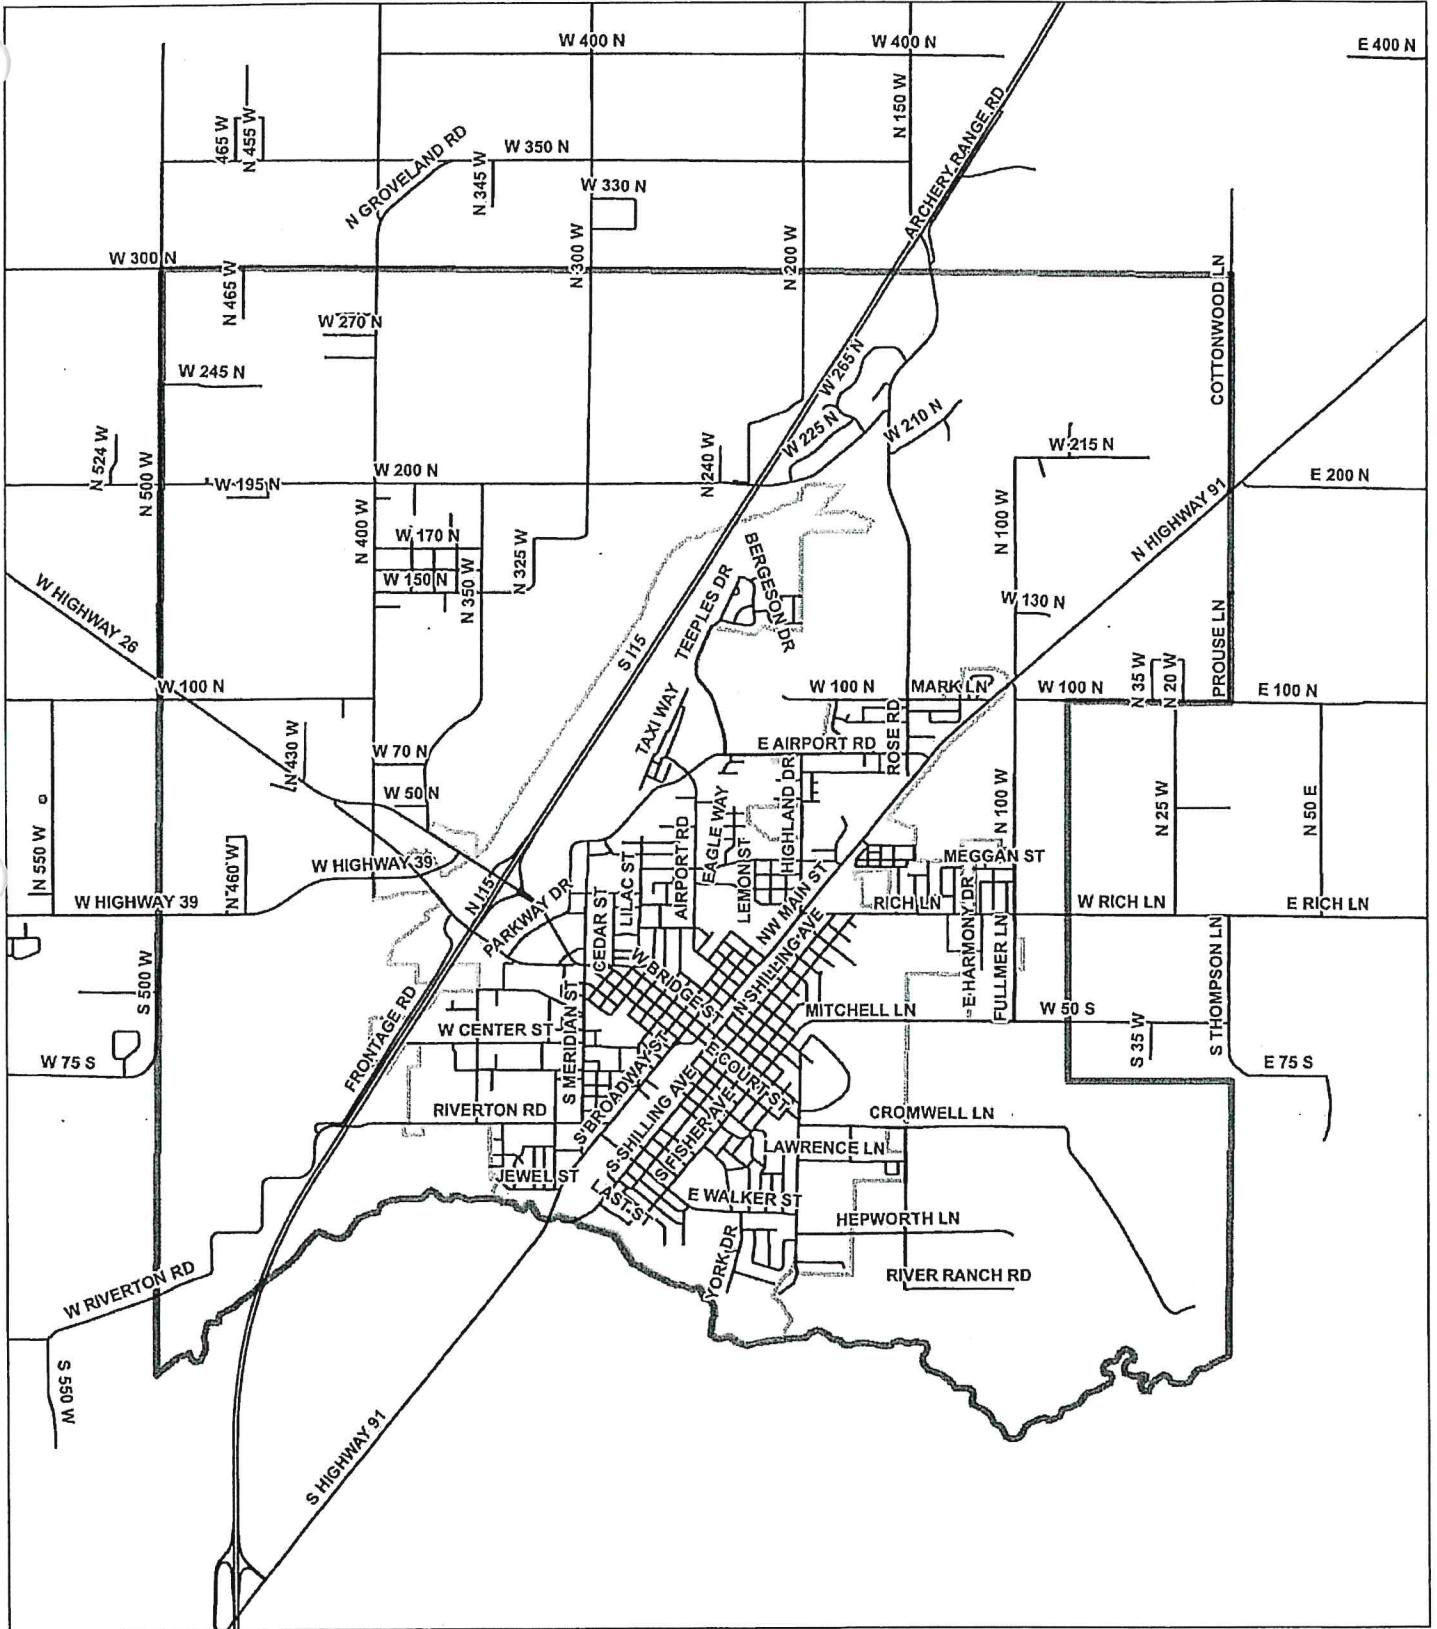 W 400 N
W 400 N
E 400 N
N 150 W
ARCHERY RANGE RD
465 W
N 455 W
N GROVELAND RD
W 350 N
N 345 W
W 330 N
W 300 N
N 465 W
N 300 W
N 200 W
COTTONWOOD LN
W 270 N
W 245 N
W 265 N
W 225 N
W 210 N
W 215 N
N 524 W
N 500 W
W 195 N
W 200 N
N 240 W
E 200 N
N HIGHWAY 91
N 400 W
W 170 N
W 150 N
N 350 W
N 325 W
N 100 W
BERGESON DR
TEEPLES DR
W 130 N
W HIGHWAY 26
S I15
PROUSE LN
W 100 N
W 100 N
MARK LN
W 100 N
N 35 W
N 20 W
E 100 N
TAXI WAY
ROSE RD
E AIRPORT RD
N 430 W
W 70 N
W 50 N
HIGHLAND DR
EAGLE WAY
N 100 W
N 25 W
N 50 E
N 550 W
N 460 W
W HIGHWAY 39
AIRPORT RD
LEMON ST
LILAC ST
MEGGAN ST
W HIGHWAY 39
N I15
PARKWAY DR
CEDAR ST
NW MAIN ST
RICH LN
E HARMONY DR
FULLMER LN
W RICH LN
E RICH LN
S 500 W
W BRIDGE ST
N SHILLING AVE
S THOMPSON LN
FRONTAGE RD
W CENTER ST
S MERIDIAN ST
MITCHELL LN
W 50 S
S 35 W
W 75 S
E 75 S
E COURT ST
S BROADWAY ST
RIVERTON RD
S SHILLING AVE
S FISHER AVE
CROMWELL LN
LAWRENCE LN
JEWEL ST
LAST ST
E WALKER ST
HEPWORTH LN
YORK DR
RIVER RANCH RD
W RIVERTON RD
S 550 W
S HIGHWAY 91